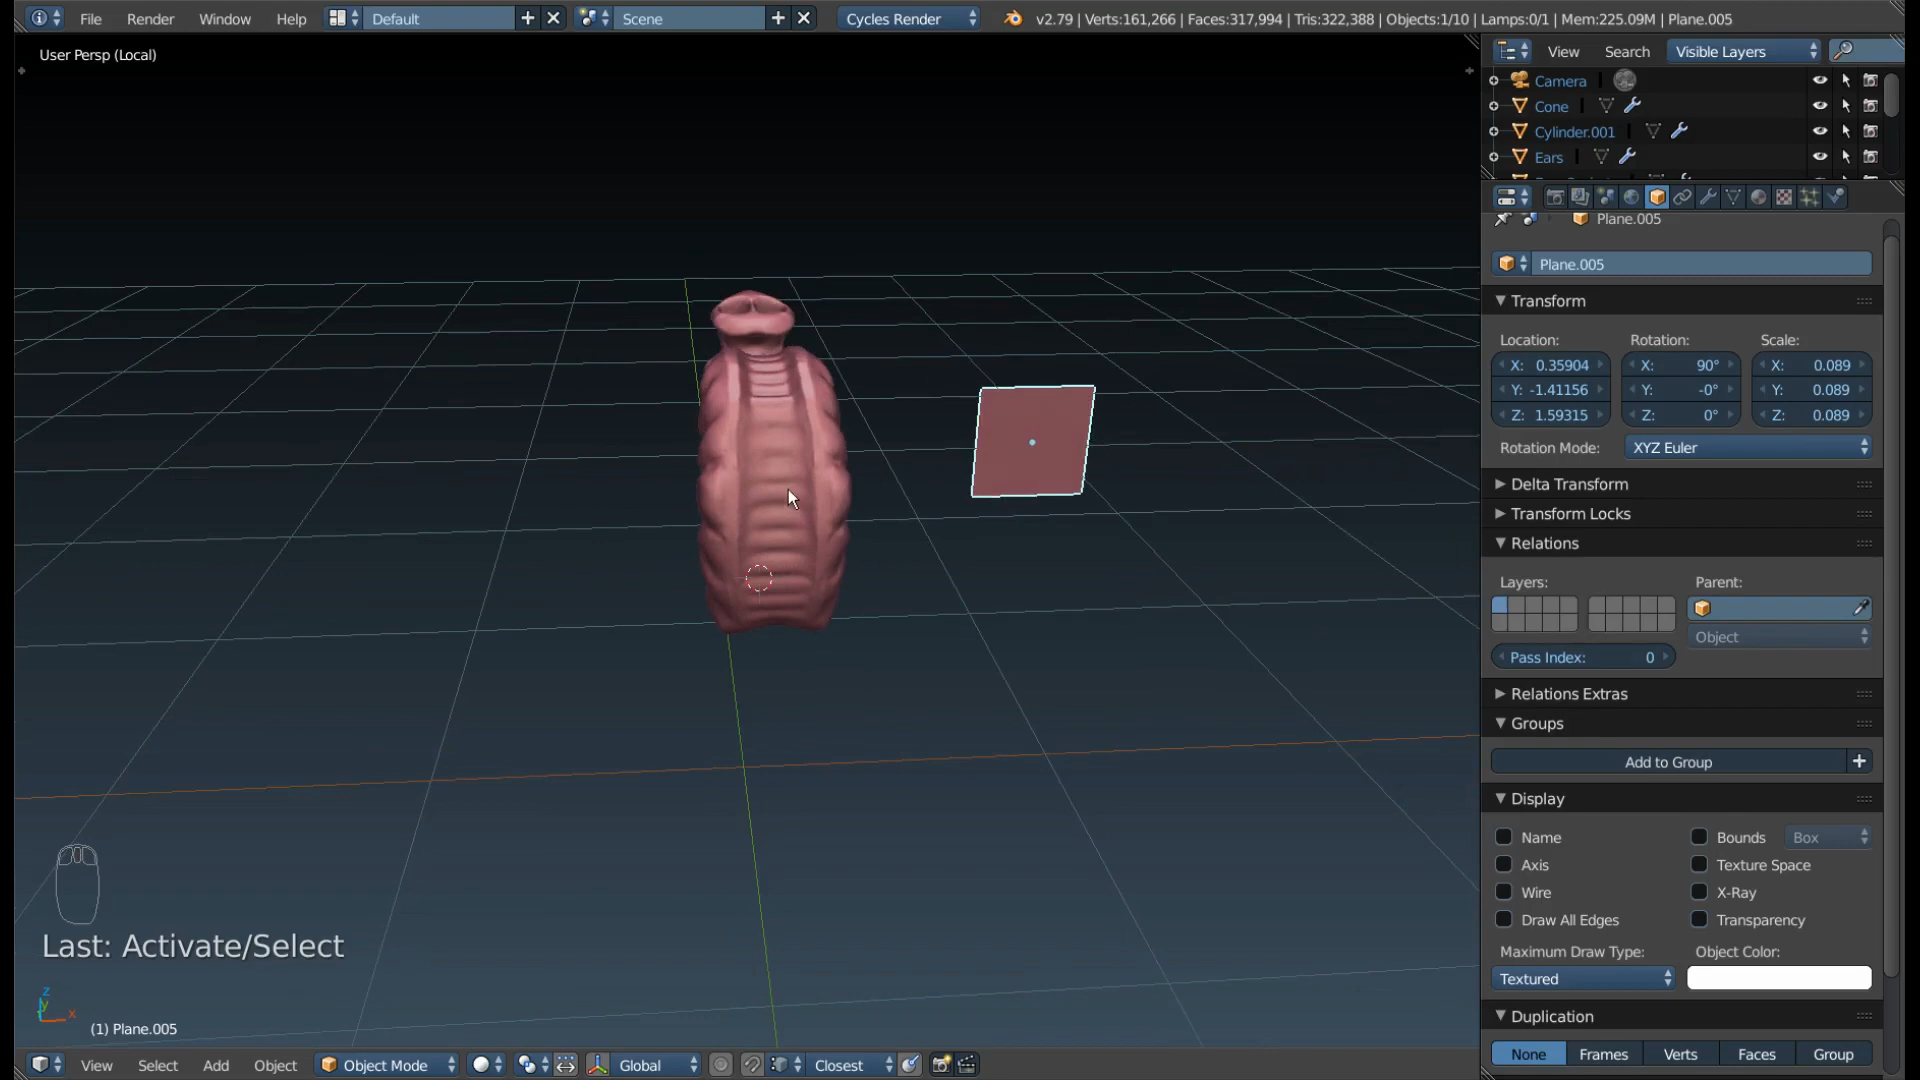 File Render Window Help Default Scene Cycles Render v2.79 | Verts:161,266 | Faces:317,994 | Tris:322,388 | Objects:1/10 | Lamps:0/1 | Mem:225.09M | Plane.005
User Persp (Local)
View Search Visible Layers
Camera
Cone
Cylinder.001
Ears
Plane.005
Plane.005
Transform
Location: Rotation: Scale:
X: 0.35904 X: 90° X: 0.089
Y: -1.41156 Y: -0° Y: 0.089
Z: 1.59315 Z: 0° Z: 0.089
Rotation Mode: XYZ Euler
Delta Transform
Transform Locks
Relations
Layers: Parent:
Object
Pass Index: 0
Relations Extras
Groups
Add to Group
Display
Name Bounds Box
Axis Texture Space
Wire X-Ray
Draw All Edges Transparency
Maximum Draw Type: Object Color:
Textured
Duplication
None Frames Verts Faces Group
Last: Activate/Select
z
y
x
(1) Plane.005
View Select Add Object Object Mode Global Closest